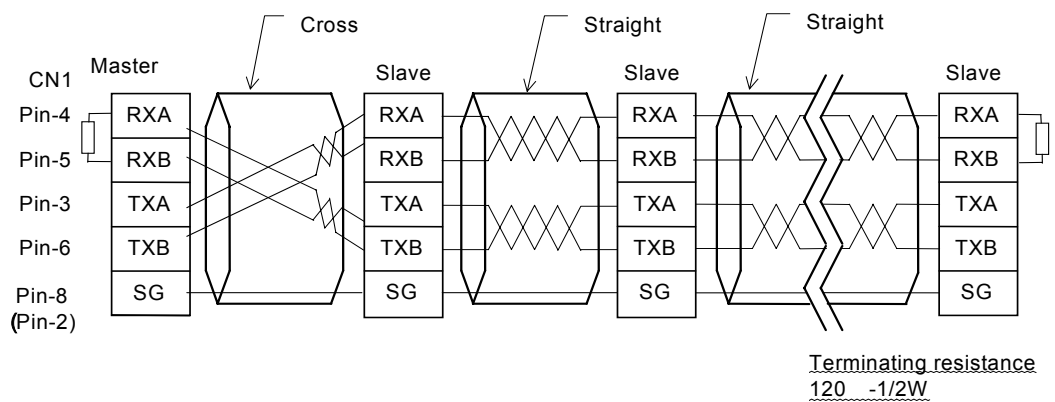 Cross
Straight
Straight
CN1
Master
Slave
Slave
Slave
Pin-4
RXA
RXA
RXA
RXA
Pin-5
RXB
RXB
RXB
RXB
Pin-3
TXA
TXA
TXA
TXA
Pin-6
TXB
TXB
TXB
TXB
Pin-8
SG
SG
SG
SG
(Pin-2)
Terminating resistance
120 -1/2W